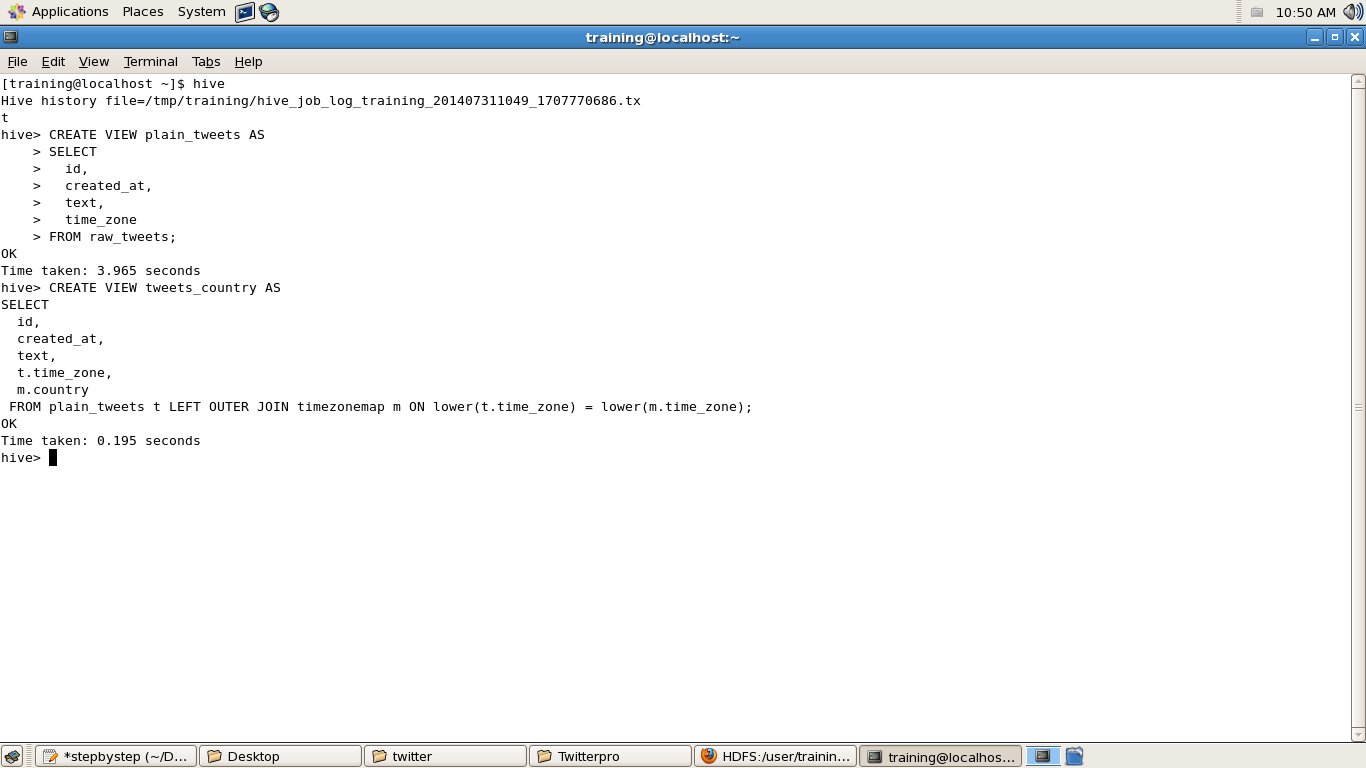 Applications Places System 10:50 AM
training@localhost:~
File Edit View Terminal Tabs Help
[training@localhost ~]$ hive
Hive history file=/tmp/training/hive_job_log_training_201407311049_1707770686.tx
t
hive> CREATE VIEW plain_tweets AS
    > SELECT
    >   id,
    >   created_at,
    >   text,
    >   time_zone
    > FROM raw_tweets;
OK
Time taken: 3.965 seconds
hive> CREATE VIEW tweets_country AS
SELECT
  id,
  created_at,
  text,
  t.time_zone,
  m.country
 FROM plain_tweets t LEFT OUTER JOIN timezonemap m ON lower(t.time_zone) = lower(m.time_zone);
OK
Time taken: 0.195 seconds
hive>
*stepbystep (~/D... Desktop twitter Twitterpro HDFS:/user/trainin... training@localhos...